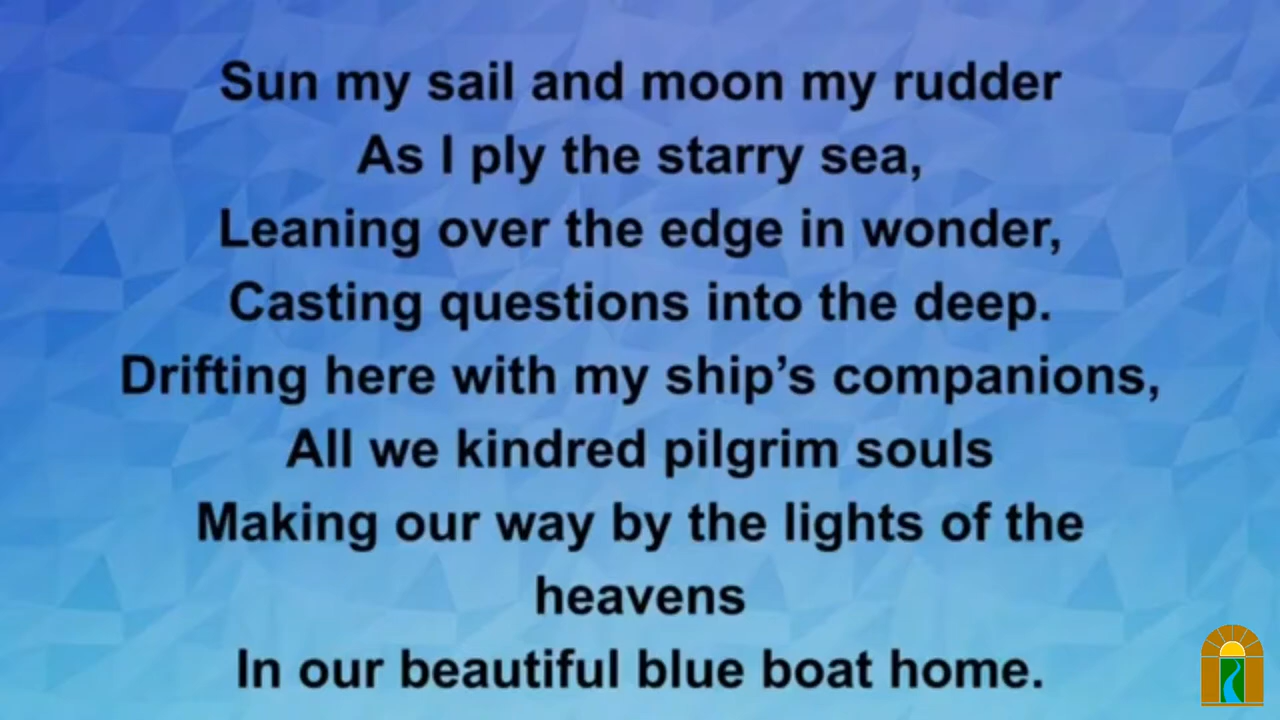 Sun my sail and moon my rudder
As I ply the starry sea,
Leaning over the edge in wonder,
Casting questions into the deep.
Drifting here with my ship’s companions,
All we kindred pilgrim souls
Making our way by the lights of the
heavens
In our beautiful blue boat home.